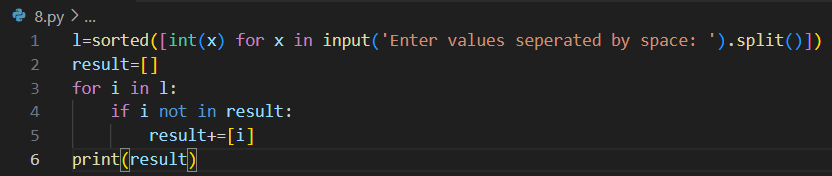 8.py > ...
1 l=sorted([int(x) for x in input('Enter values seperated by space: ').split()])
2 result=[]
3 for i in l:
4     if i not in result:
5         result+=[i]
6 print(result)